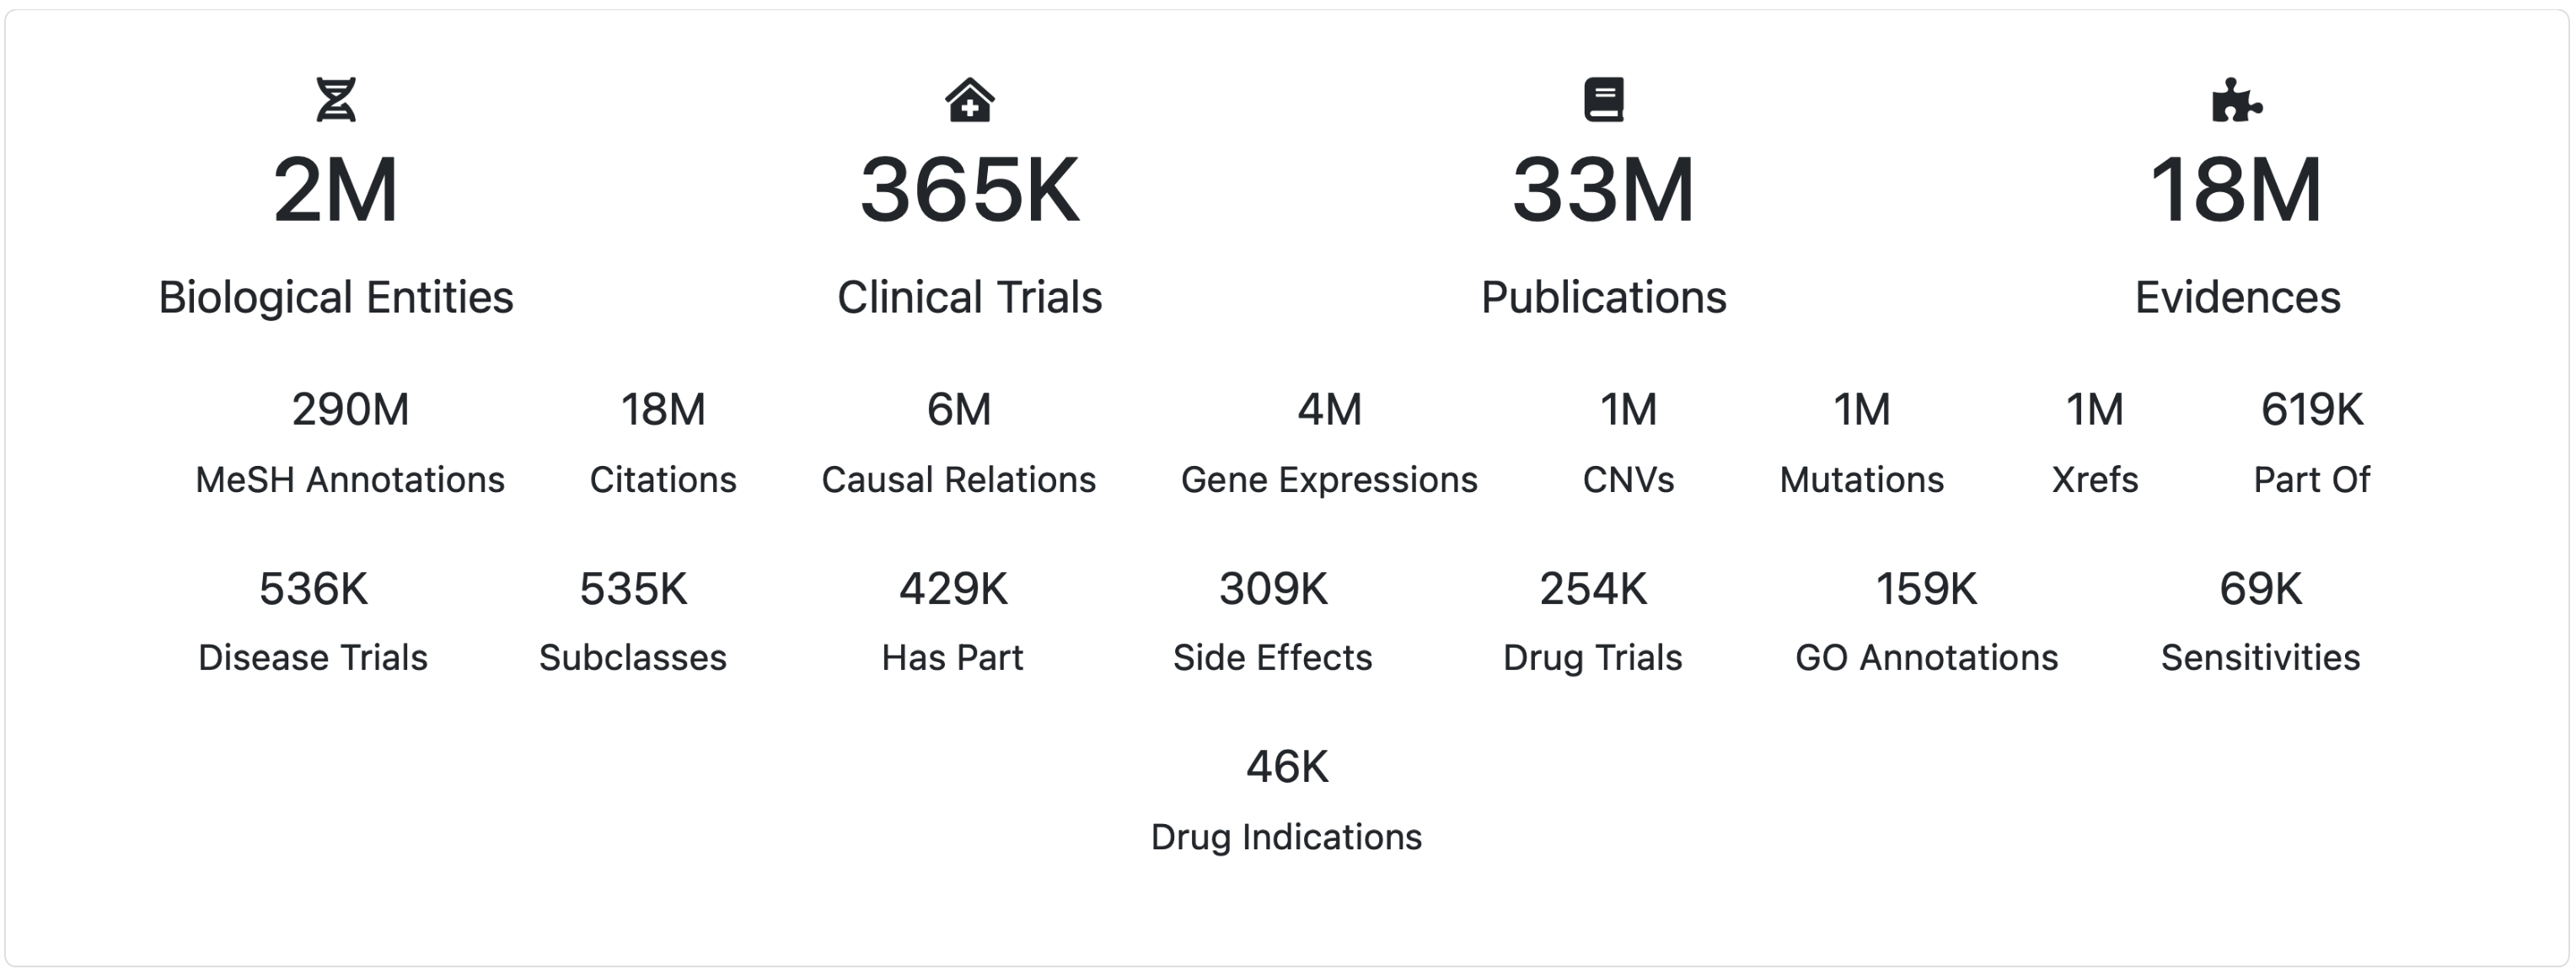 2M 365K 33M 18M
Biological Entities Clinical Trials Publications Evidences
290M 18M 6M 4M 1M 1M 1M 619K
MeSH Annotations Citations Causal Relations Gene Expressions CNVs Mutations Xrefs Part Of
536K 535K 429K 309K 254K 159K 69K
Disease Trials Subclasses Has Part Side Effects Drug Trials GO Annotations Sensitivities
46K
Drug Indications